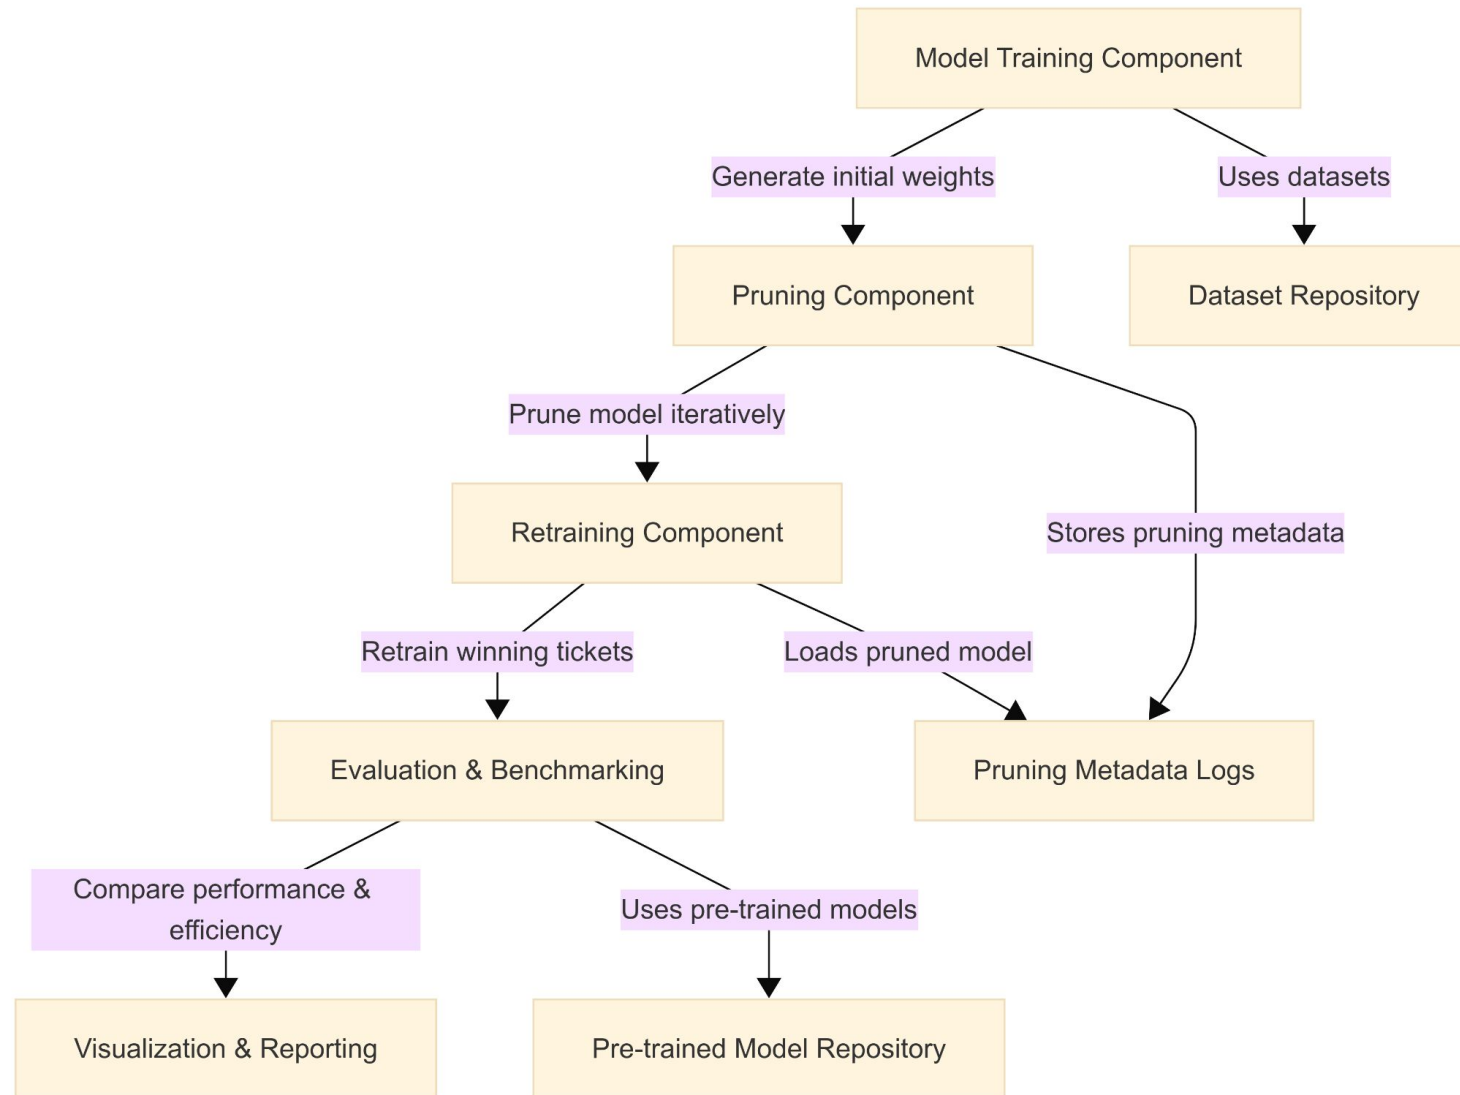 Model Training Component
Generate initial weights
Uses datasets
Pruning Component
Dataset Repository
Prune model iteratively
Retraining Component
Stores pruning metadata
Retrain winning tickets
Loads pruned model
Evaluation & Benchmarking
Pruning Metadata Logs
Compare performance &
efficiency
Uses pre-trained models
Visualization & Reporting
Pre-trained Model Repository